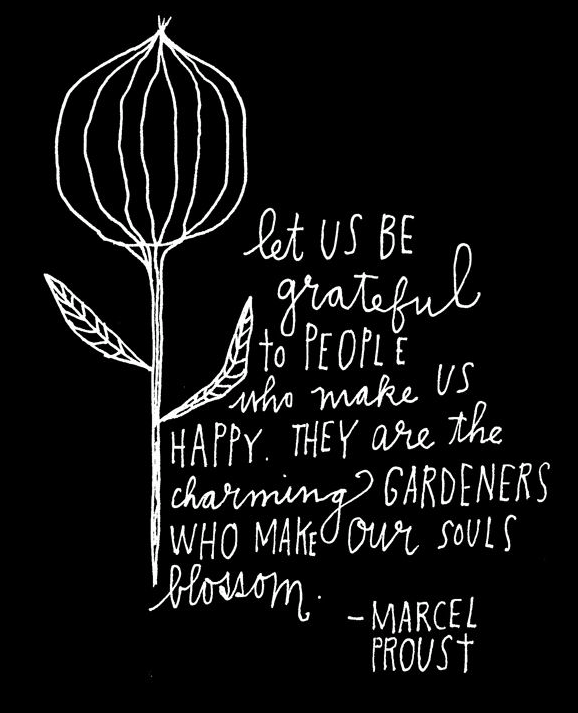 let US BE
grateful
to PEOPLE
who make US
HAPPY. THEY are the
charming GARDENERS
WHO MAKE our SOULS
blossom.
- MARCEL
PROUST